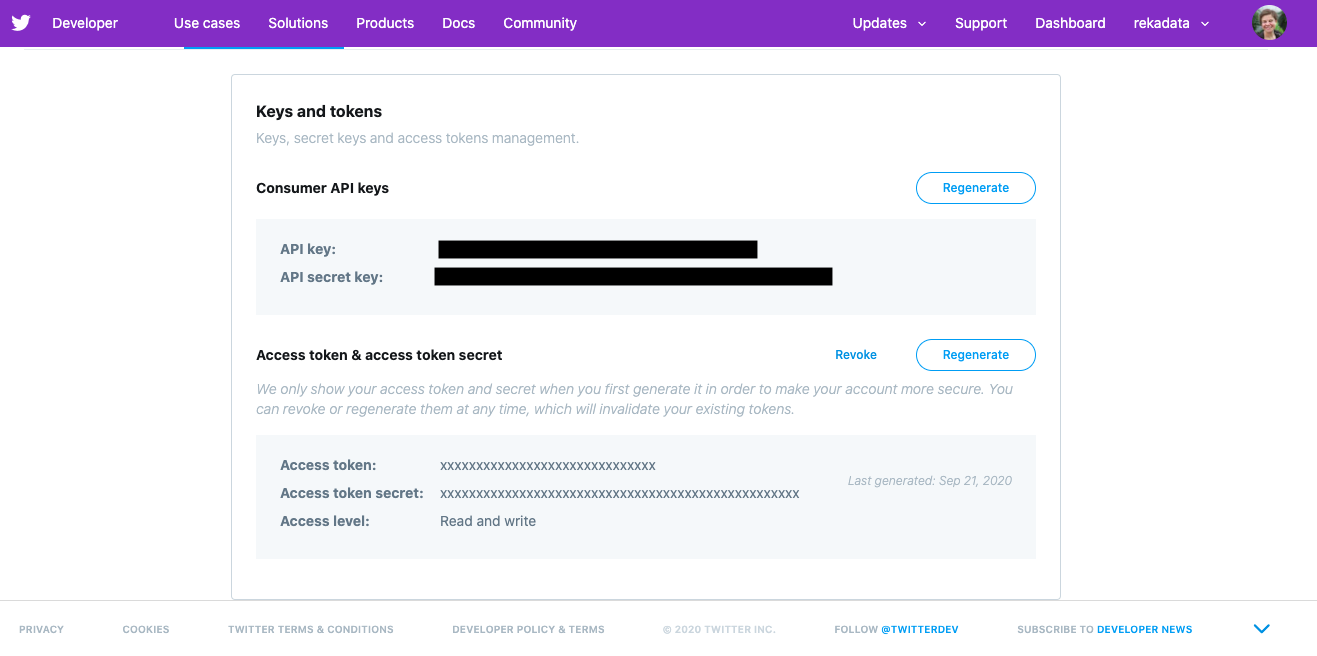 Developer Use cases Solutions Products Docs Community Updates Support Dashboard rekadata
Keys and tokens
Keys, secret keys and access tokens management.
Consumer API keys Regenerate
API key:
API secret key:
Access token & access token secret Revoke Regenerate
We only show your access token and secret when you first generate it in order to make your account more secure. You
can revoke or regenerate them at any time, which will invalidate your existing tokens.
Access token: xxxxxxxxxxxxxxxxxxxxxxxxxxxxxx
Last generated: Sep 21, 2020
Access token secret: xxxxxxxxxxxxxxxxxxxxxxxxxxxxxxxxxxxxxxxxxxxxxxxxxx
Access level: Read and write
PRIVACY COOKIES TWITTER TERMS & CONDITIONS DEVELOPER POLICY & TERMS © 2020 TWITTER INC. FOLLOW @TWITTERDEV SUBSCRIBE TO DEVELOPER NEWS